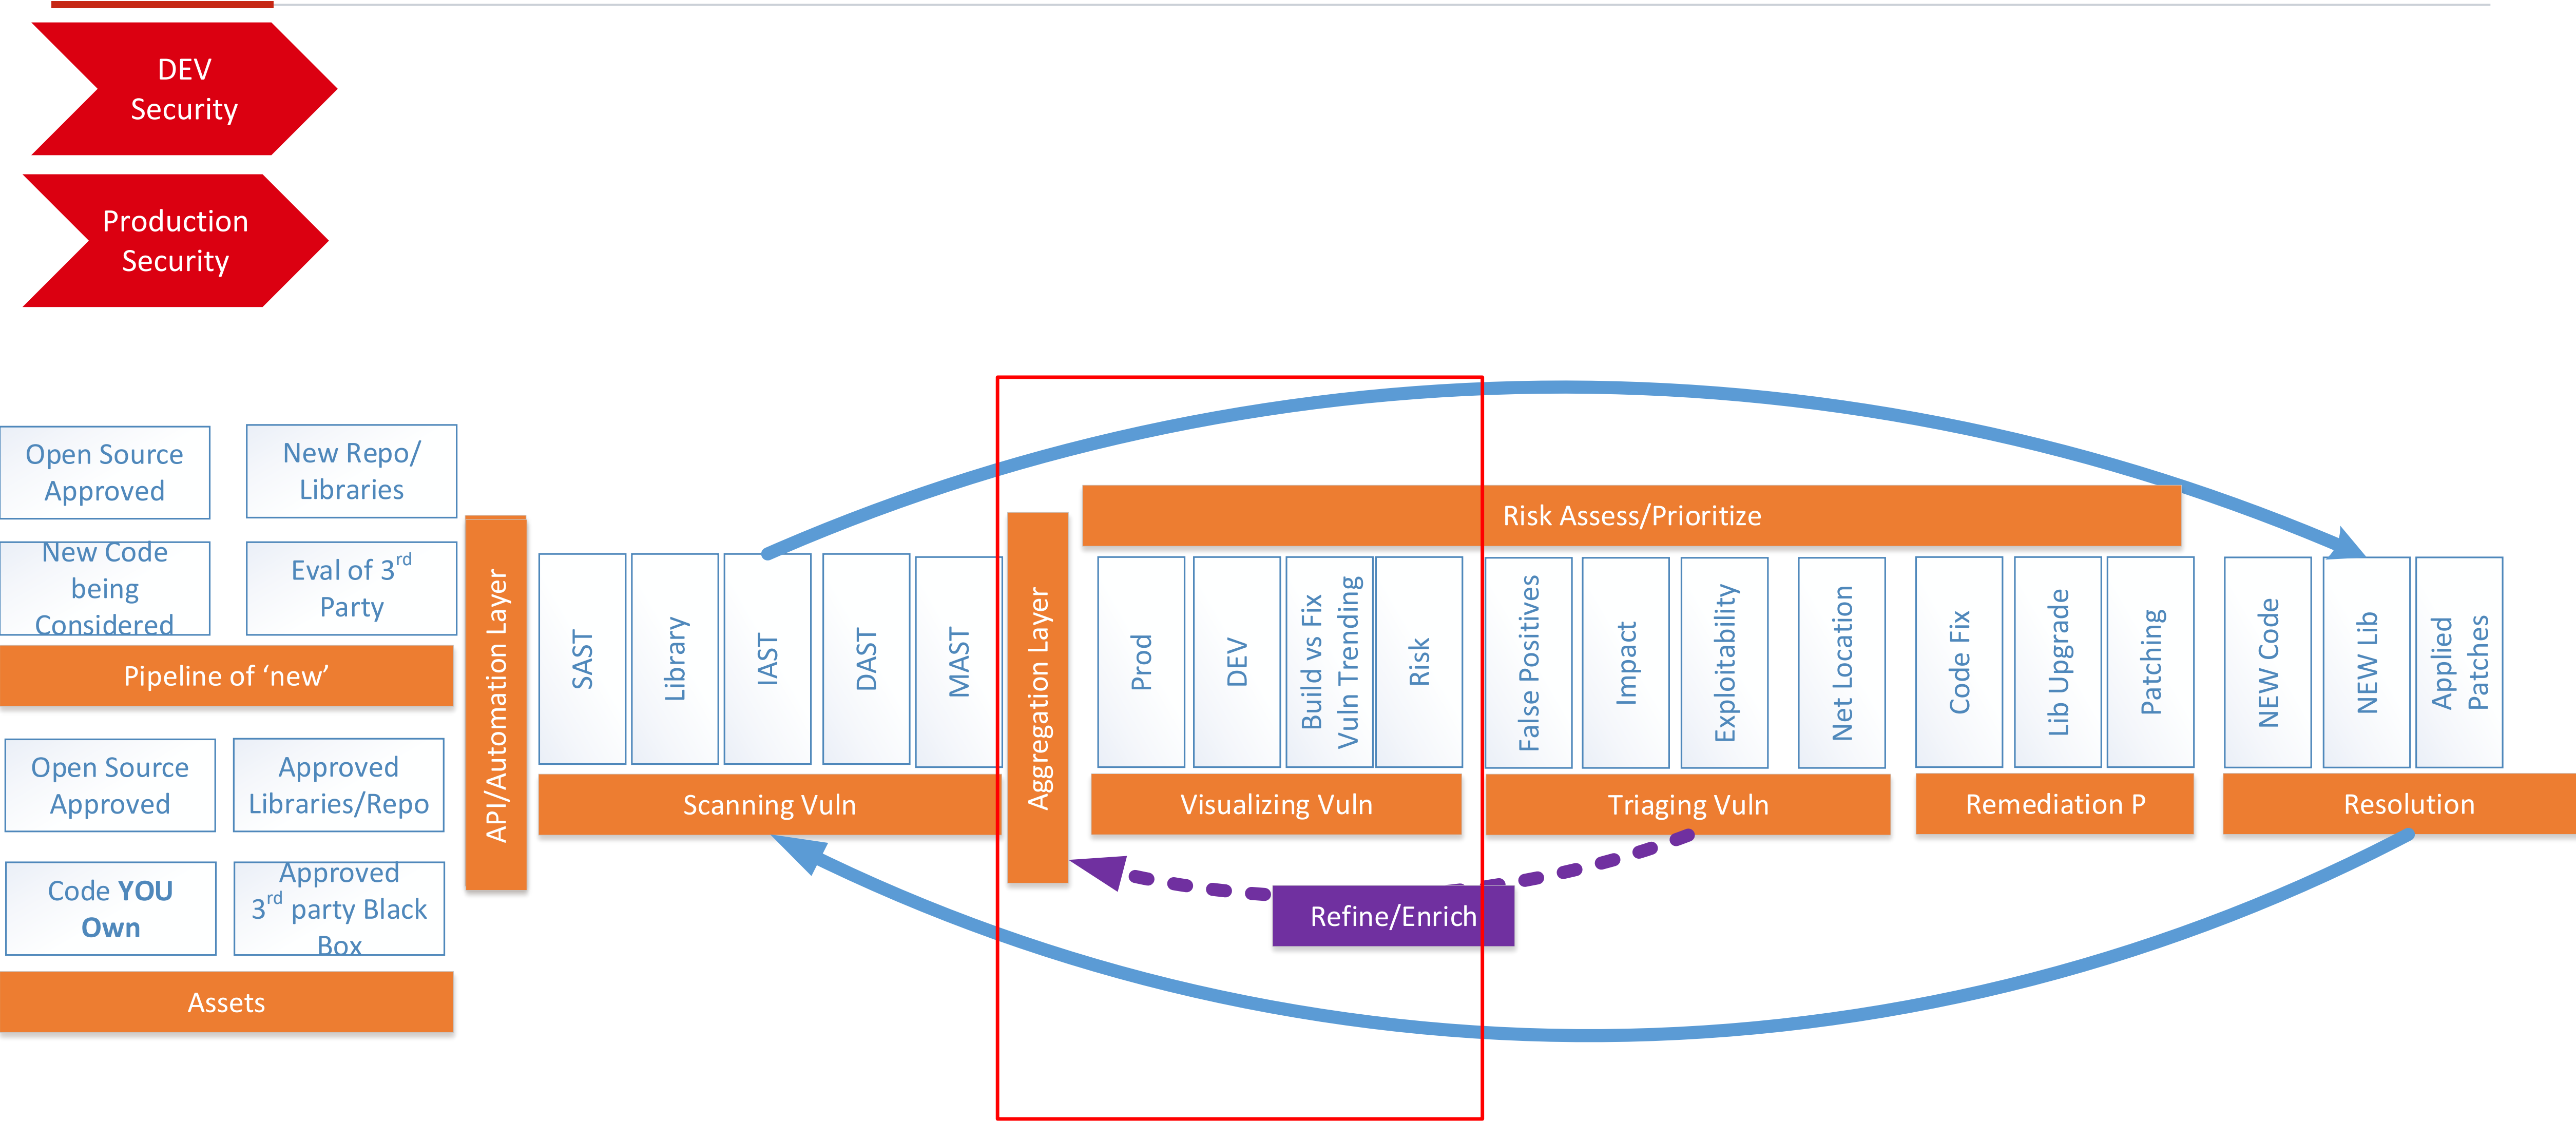 DEV
Security
Production
Security
Open Source
Approved
New Repo/
Libraries
New Code
being
Considered
Eval of 3rd
Party
Pipeline of ‘new’
Open Source
Approved
Approved
Libraries/Repo
Code YOU
Own
Approved
3rd party Black
Box
Assets
API/Automation Layer
SAST
Library
IAST
DAST
MAST
Scanning Vuln
Aggregation Layer
Risk Assess/Prioritize
Prod
DEV
Build vs Fix
Vuln Trending
Risk
Visualizing Vuln
False Positives
Impact
Exploitability
Net Location
Triaging Vuln
Refine/Enrich
Code Fix
Lib Upgrade
Patching
Remediation P
NEW Code
NEW Lib
Applied
Patches
Resolution